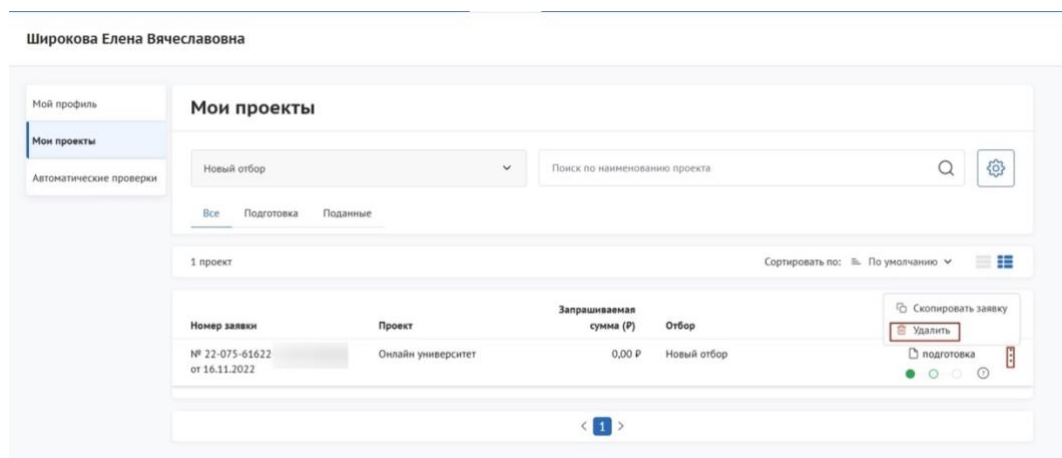 Широкова Елена Вячеславовна
Мой профиль
Мои проекты
Автоматические проверки
Мои проекты
Новый отбор
Поиск по наименованию проекта
Все Подготовка Поданные
1 проект
Сортировать по: По умолчанию
Скопировать заявку
Удалить
Номер заявки Проект Запрашиваемая сумма (₽) Отбор
№ 22-075-61622 Онлайн университет 0,00 ₽ Новый отбор подготовка
от 16.11.2022
< 1 >